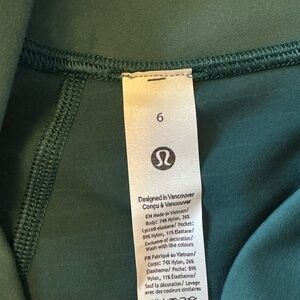 6
Designed in Vancouver
Conçu à Vancouver
EN Made in Vietnam/
Body: 74% Nylon, 26%
Lycra® elastane/ Pocket:
89% Nylon, 11% Elastane/
Exclusive of decoration/
Wash with like colours
FR Fabriqué au Vietnam/
Corps: 74% Nylon, 26%
Élasthanne/ Poche: 89%
Nylon, 11% Élasthanne/
Sauf la décoration/ Lavage
avec des couleurs similaires